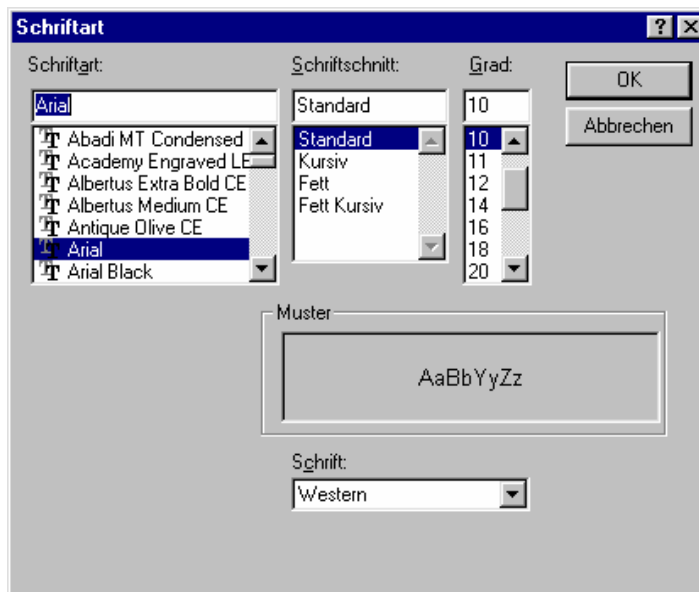 Schriftart
Schriftart:
Arial
Abadi MT Condensed
Academy Engraved LE
Albertus Extra Bold CE
Albertus Medium CE
Antique Olive CE
Arial
Arial Black
Schriftschnitt:
Standard
Standard
Kursiv
Fett
Fett Kursiv
Grad:
10
10
11
12
14
16
18
20
OK
Abbrechen
Muster
AaBbYyZz
Schrift:
Western